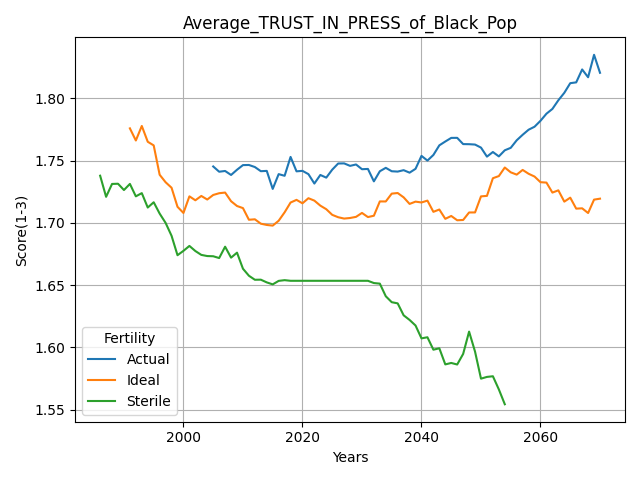 Average_TRUST_IN_PRESS_of_Black_Pop
Score(1-3)
1.80
1.75
1.70
1.65
1.60
1.55
Fertility
Actual
Ideal
Sterile
2000 2020 2040 2060
Years